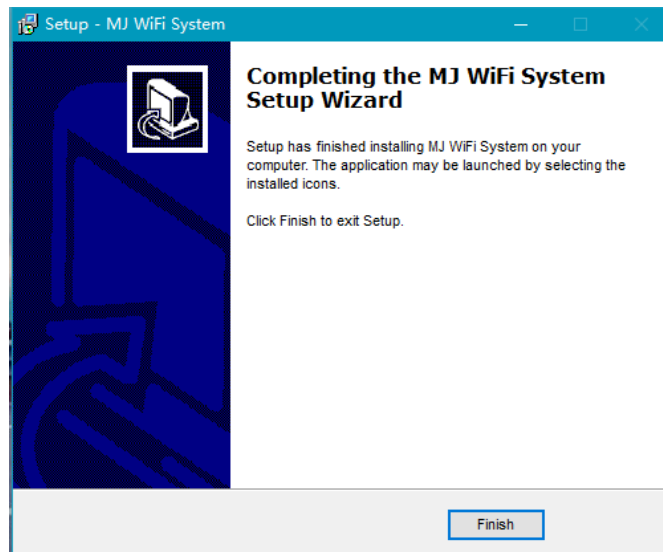 Setup - MJ WiFi System
Completing the MJ WiFi System
Setup Wizard
Setup has finished installing MJ WiFi System on your
computer. The application may be launched by selecting the
installed icons.
Click Finish to exit Setup.
Finish